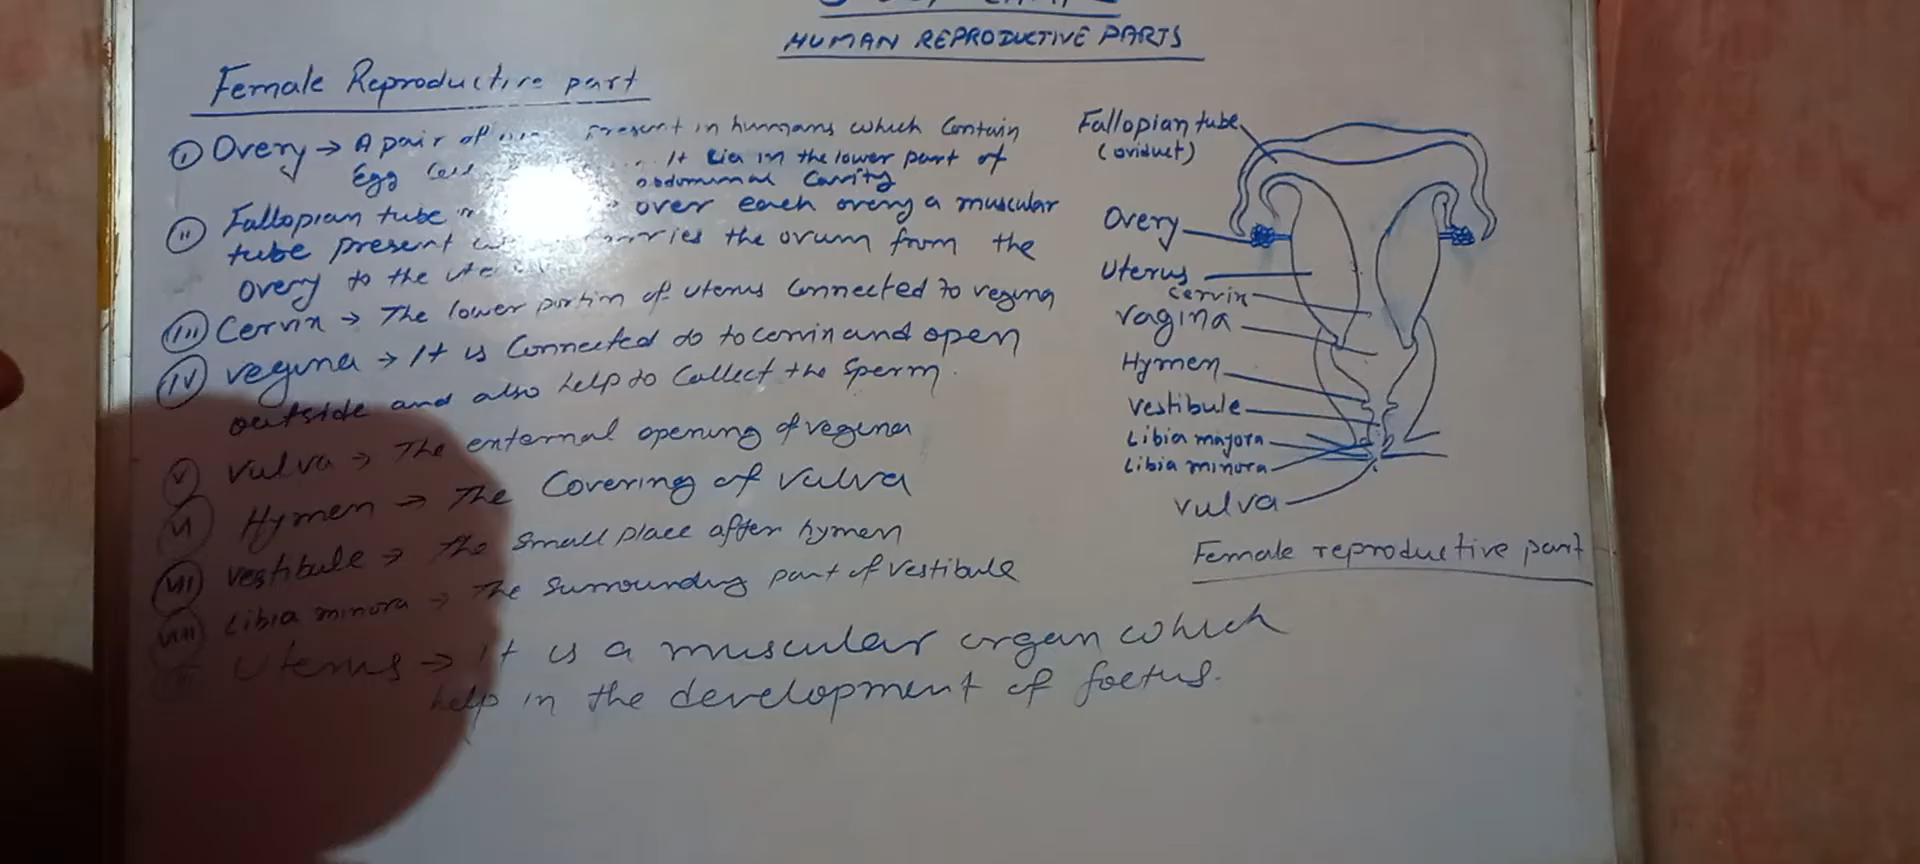 HUMAN REPRODUCTIVE PARTS
Female Reproductive part
(I) Overy → A pair of present in humans which Contain
Egg It Lia in the lower part of
abdominal Cavity
(II) Fallopian tube over each overy a muscular
tube present the ovum from the
overy to the
(III) Cervix → The lower portion of uterus Connected to vegina
(IV) vegina → It is Connected do to cervin and open
outside and also help to Collect the Sperm.
(V) Vulva → The external opening of vegina
(VI) Hymen → The Covering of Valva
(VII) Vestibule → the Small place after hymen
(VIII) Libia minora → The Surrounding part of Vestibule
Uterus → It is a muscular organ which
help in the development of foetus.
Fallopian tube
(oviduct)
Overy
Uterus
Cervix
Vagina
Hymen
Vestibule
Libia mayora
Libia minora
Vulva
Female reproductive part